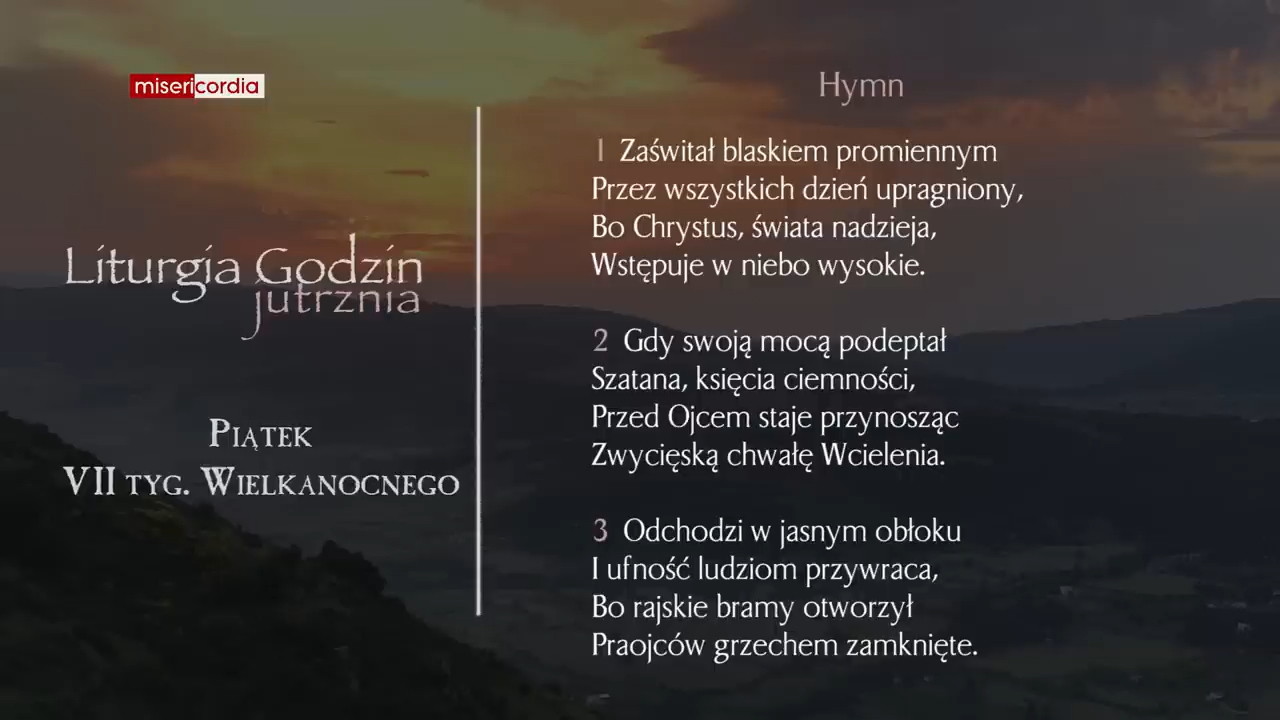 misericordia
Liturgia Godzin
jutrznia
Piątek
VII tyg. Wielkanocnego
Hymn
1 Zaświtał blaskiem promiennym
Przez wszystkich dzień upragniony,
Bo Chrystus, świata nadzieja,
Wstępuje w niebo wysokie.
2 Gdy swoją mocą podeptał
Szatana, księcia ciemności,
Przed Ojcem staje przynosząc
Zwycięską chwałę Wcielenia.
3 Odchodzi w jasnym obłoku
I ufność ludziom przywraca,
Bo rajskie bramy otworzył
Praojców grzechem zamknięte.